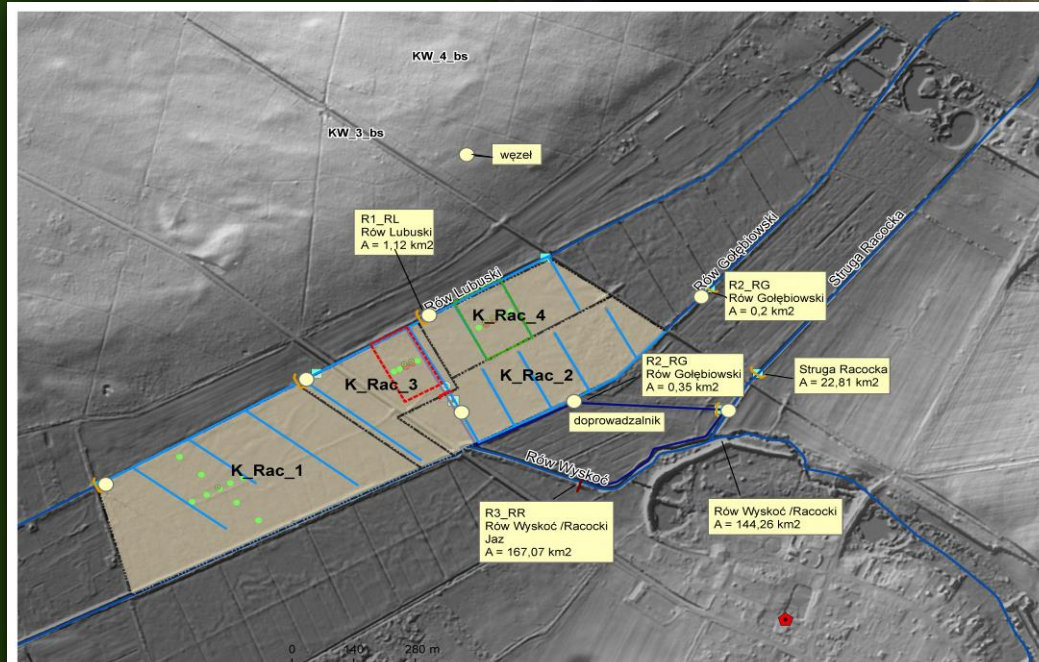 KW_4_bs
KW_3_bs
węzeł
R1_RL
Rów Lubuski
A = 1,12 km2
Rów Lubuski
Rów Gołębiowski
Struga Racocka
R2_RG
Rów Gołębiowski
A = 0,2 km2
K_Rac_4
K_Rac_3
K_Rac_2
R2_RG
Rów Gołębiowski
A = 0,35 km2
Struga Racocka
A = 22,81 km2
doprowadzalnik
K_Rac_1
Rów Wyskoć
R3_RR
Rów Wyskoć /Racocki
Jaz
A = 167,07 km2
Rów Wyskoć /Racocki
A = 144,26 km2
0 140 280 m